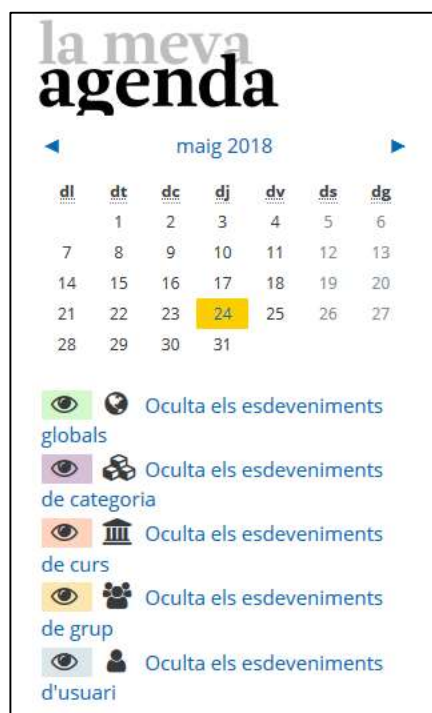 la meva
agenda
◄ maig 2018 ►
dl dt dc dj dv ds dg
1 2 3 4 5 6
7 8 9 10 11 12 13
14 15 16 17 18 19 20
21 22 23 24 25 26 27
28 29 30 31
Oculta els esdeveniments
globals
Oculta els esdeveniments
de categoria
Oculta els esdeveniments
de curs
Oculta els esdeveniments
de grup
Oculta els esdeveniments
d'usuari